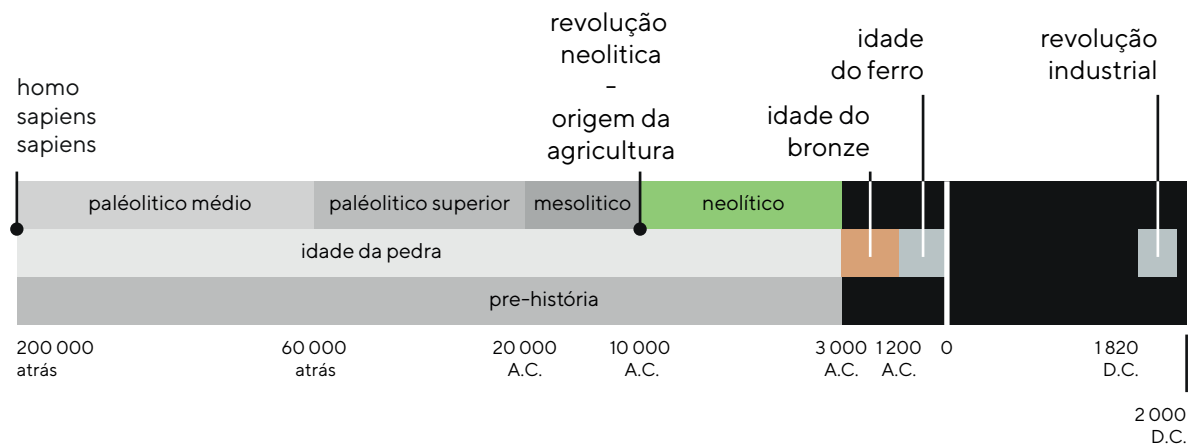 homo
sapiens
sapiens
revolução
neolitica
–
origem da
agricultura
idade do
bronze
idade
do ferro
revolução
industrial
paléolitico médio
paléolitico superior
mesolitico
neolítico
idade da pedra
pre-história
200 000
atrás
60 000
atrás
20 000
A.C.
10 000
A.C.
3 000
A.C.
1 200
A.C.
0
1 820
D.C.
2 000
D.C.